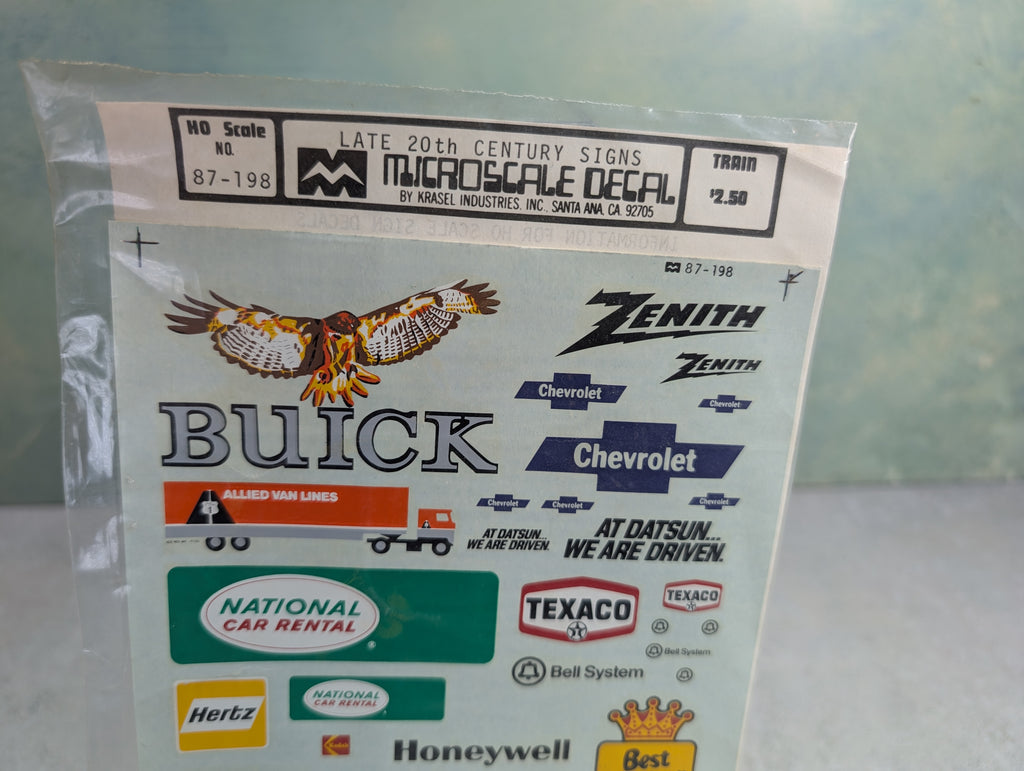 HO Scale
NO.
87-198
LATE 20th CENTURY SIGNS
MICROSCALE DECAL
BY KRASEL INDUSTRIES, INC., SANTA ANA, CA. 92705
TRAIN
$2.50
INFORMATION FOR HO SCALE SIGN DECALS
87-198
ZENITH
ZENITH
Chevrolet
Chevrolet
BUICK
Chevrolet
ALLIED VAN LINES
Chevrolet
Chevrolet
Chevrolet
AT DATSUN...
WE ARE DRIVEN.
AT DATSUN...
WE ARE DRIVEN.
NATIONAL
CAR RENTAL
TEXACO
TEXACO
Bell System
Bell System
Hertz
NATIONAL
CAR RENTAL
Kodak
Honeywell
Best